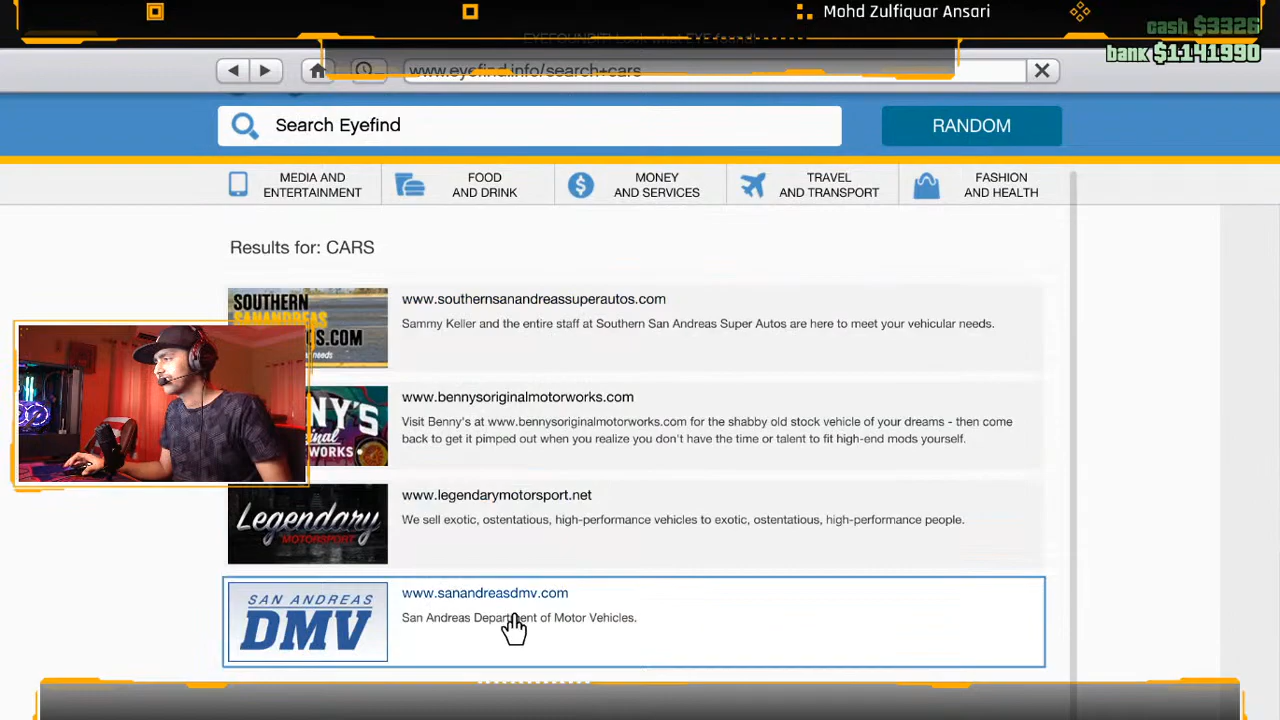 Mohd Zulfiquar Ansari
cash $3326
bank $1141990
www.eyefind.info/search+cars
Search Eyefind
RANDOM
MEDIA AND
ENTERTAINMENT
FOOD
AND DRINK
MONEY
AND SERVICES
TRAVEL
AND TRANSPORT
FASHION
AND HEALTH
Results for: CARS
SOUTHERN
SANANDREAS
www.southernsanandreassuperautos.com
Sammy Keller and the entire staff at Southern San Andreas Super Autos are here to meet your vehicular needs.
www.bennysoriginalmotorworks.com
Visit Benny's at www.bennysoriginalmotorworks.com for the shabby old stock vehicle of your dreams - then come
back to get it pimped out when you realize you don't have the time or talent to fit high-end mods yourself.
Legendary
MOTORSPORT
www.legendarymotorsport.net
We sell exotic, ostentatious, high-performance vehicles to exotic, ostentatious, high-performance people.
SAN ANDREAS
DMV
www.sanandreasdmv.com
San Andreas Department of Motor Vehicles.